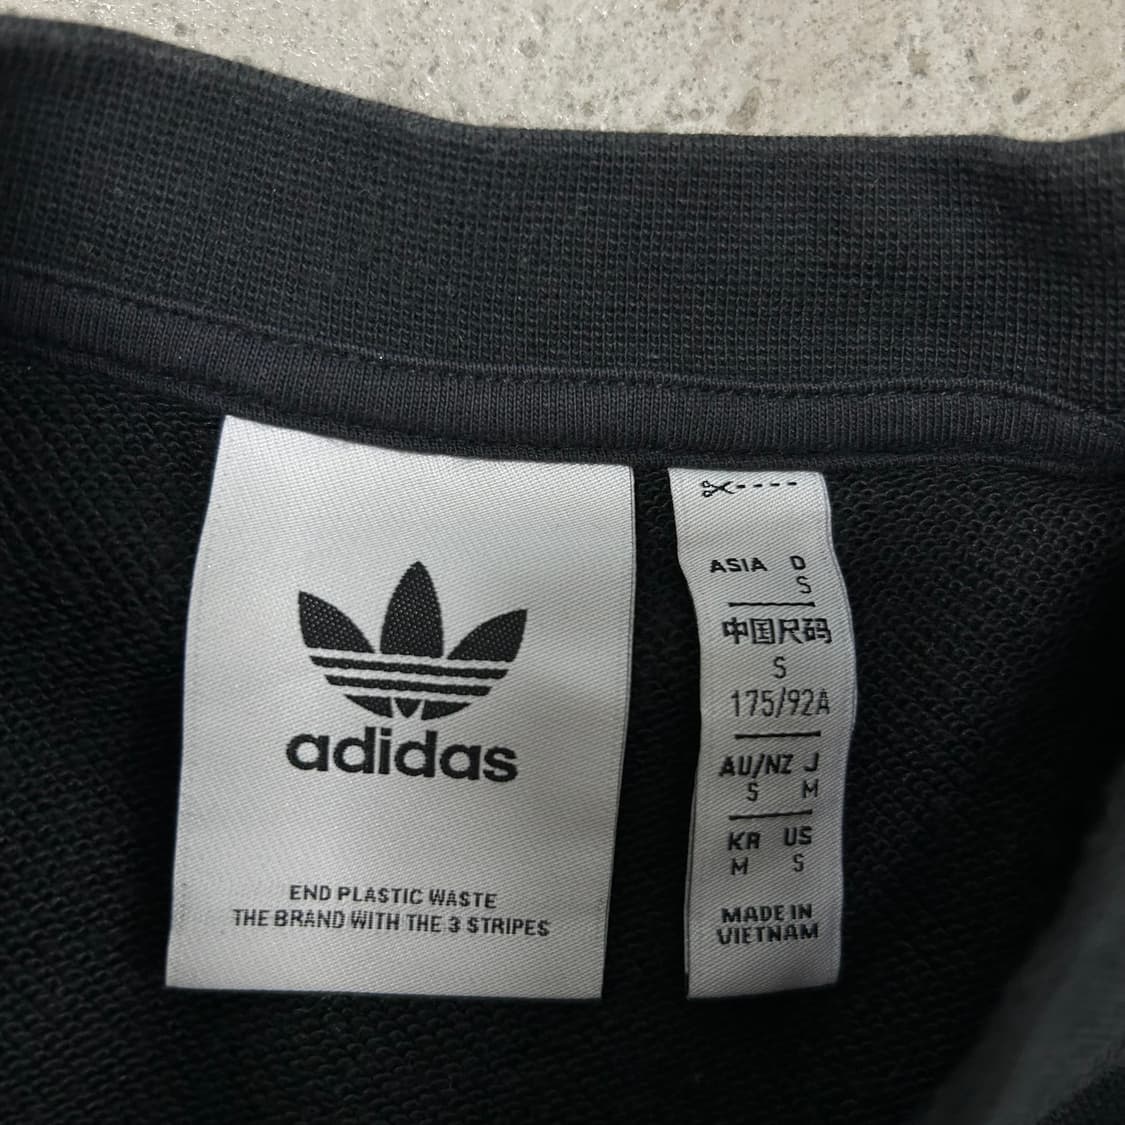 adidas
END PLASTIC WASTE
THE BRAND WITH THE 3 STRIPES
ASIA D
S
中国尺码
S
175/92A
AU/NZ J
S M
KR US
M S
MADE IN
VIETNAM